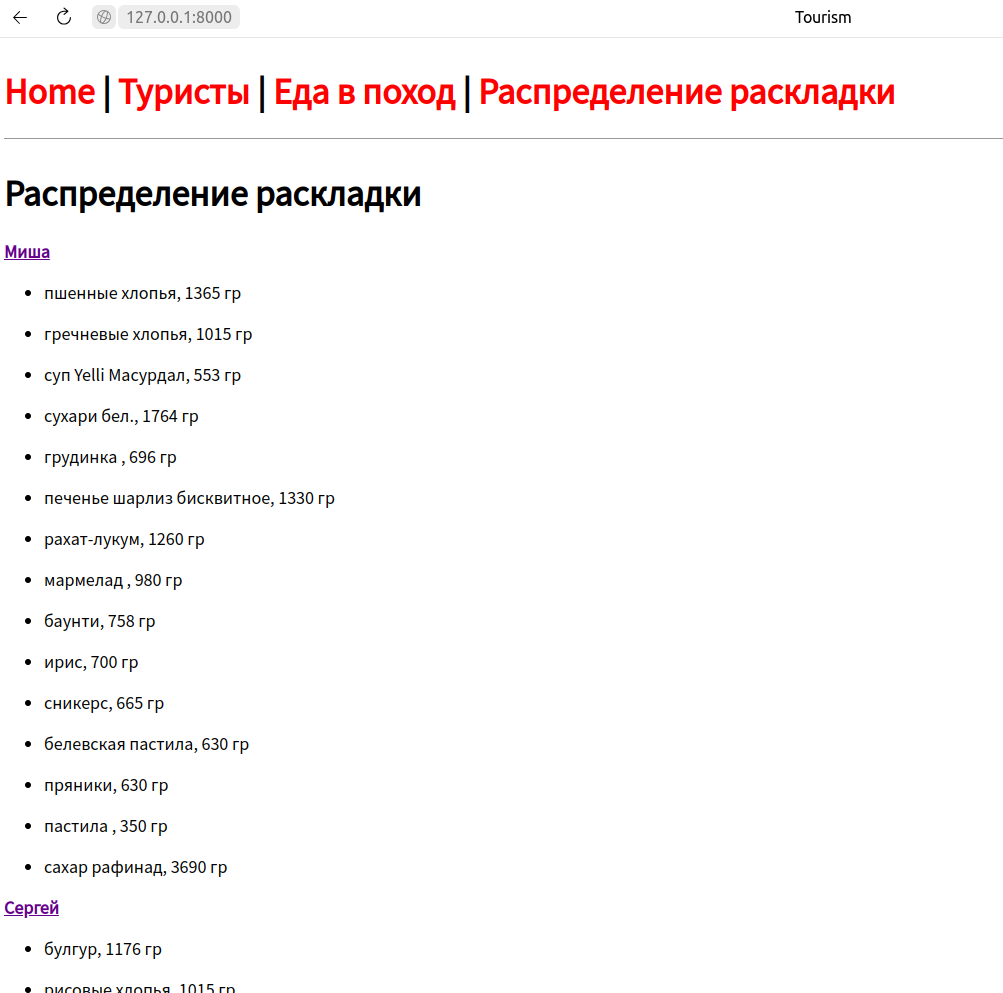 127.0.0.1:8000 Tourism
Home | Туристы | Еда в поход | Распределение раскладки
Распределение раскладки
Миша
пшенные хлопья, 1365 гр
гречневые хлопья, 1015 гр
суп Yelli Масурдал, 553 гр
сухари бел., 1764 гр
грудинка , 696 гр
печенье шарлиз бисквитное, 1330 гр
рахат-лукум, 1260 гр
мармелад , 980 гр
баунти, 758 гр
ирис, 700 гр
сникерс, 665 гр
белевская пастила, 630 гр
пряники, 630 гр
пастила , 350 гр
сахар рафинад, 3690 гр
Сергей
булгур, 1176 гр
рисовые хлопья, 1015 гр